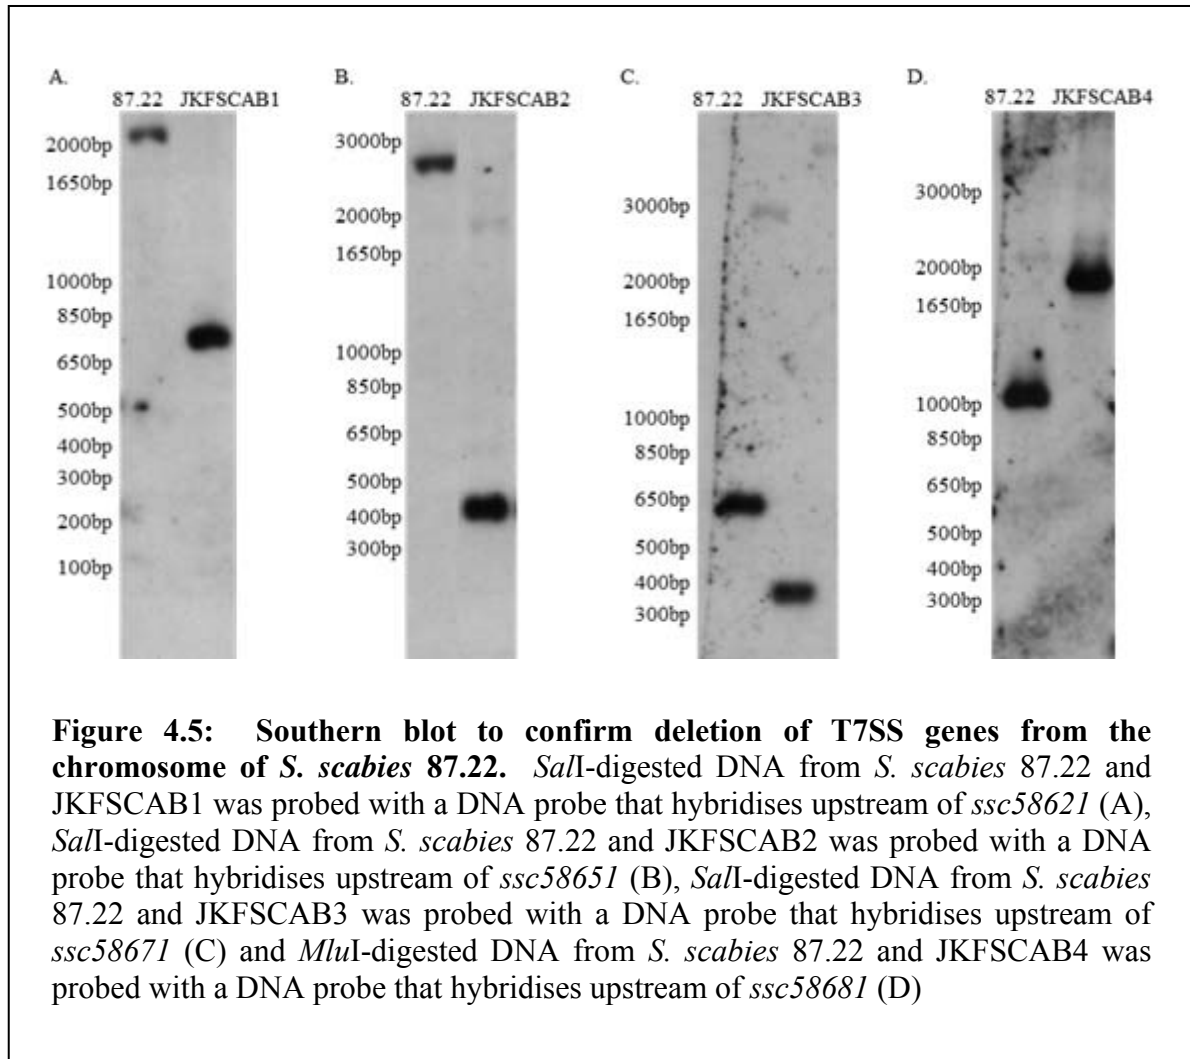 A.
87.22 JKFSCAB1
2000bp
1650bp
1000bp
850bp
650bp
500bp
400bp
300bp
200bp
100bp
B.
87.22 JKFSCAB2
3000bp
2000bp
1650bp
1000bp
850bp
650bp
500bp
400bp
300bp
C.
87.22 JKFSCAB3
3000bp
2000bp
1650bp
1000bp
850bp
650bp
500bp
400bp
300bp
D.
87.22 JKFSCAB4
3000bp
2000bp
1650bp
1000bp
850bp
650bp
500bp
400bp
300bp
Figure 4.5: Southern blot to confirm deletion of T7SS genes from the
chromosome of S. scabies 87.22. SalI-digested DNA from S. scabies 87.22 and
JKFSCAB1 was probed with a DNA probe that hybridises upstream of ssc58621 (A),
SalI-digested DNA from S. scabies 87.22 and JKFSCAB2 was probed with a DNA
probe that hybridises upstream of ssc58651 (B), SalI-digested DNA from S. scabies
87.22 and JKFSCAB3 was probed with a DNA probe that hybridises upstream of
ssc58671 (C) and MluI-digested DNA from S. scabies 87.22 and JKFSCAB4 was
probed with a DNA probe that hybridises upstream of ssc58681 (D)